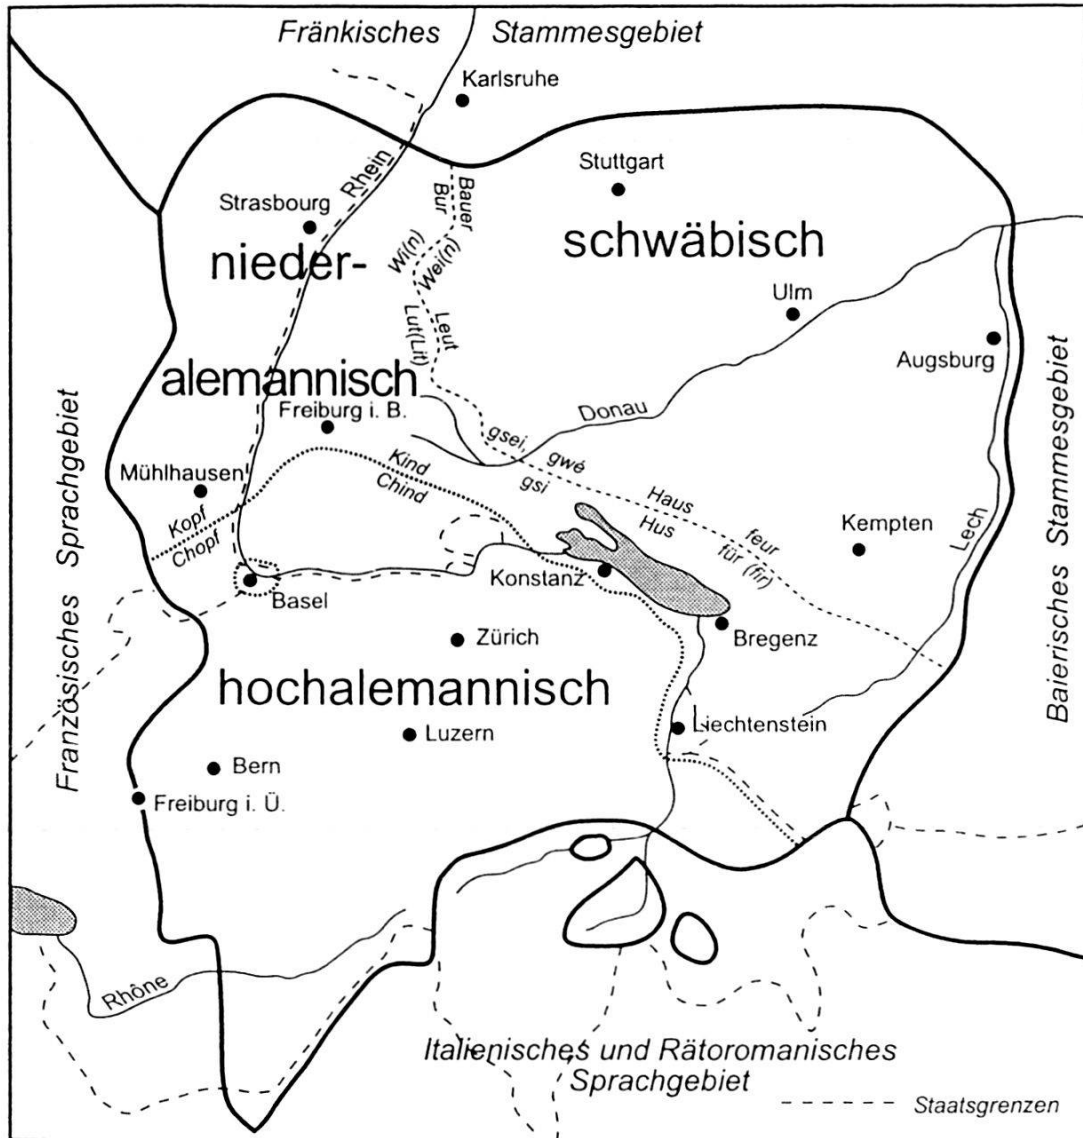 Fränkisches Stammesgebiet
Karlsruhe
Stuttgart
Rhein
Bauer
Bur
Strasbourg
schwäbisch
nieder-
Wi(n)
Wei(n)
Ulm
Leut
Lut(Lit)
Augsburg
alemannisch
Freiburg i. B.
Donau
gsei, gwé
gsi
Mühlhausen
Kind
Chind
Kopf
Chopf
Haus
Hus
feur
für (fir)
Kempten
Lech
Französisches Sprachgebiet
Baierisches Stammesgebiet
Konstanz
Basel
Zürich
Bregenz
hochalemannisch
Luzern
Liechtenstein
Bern
Freiburg i. Ü.
Rhône
Italienisches und Rätoromanisches
Sprachgebiet
Staatsgrenzen